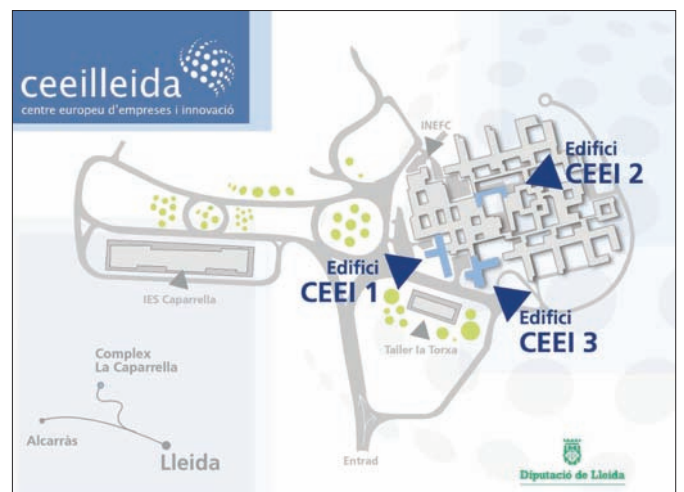 ceeilleida
centre europeu d'empreses i innovació
INEFC
Edifici
CEEI 2
Edifici
CEEI 1
IES Caparrella
Edifici
CEEI 3
Taller la Torxa
Complex
La Caparrella
Alcarràs
Lleida
Entrad
Diputació de Lleida